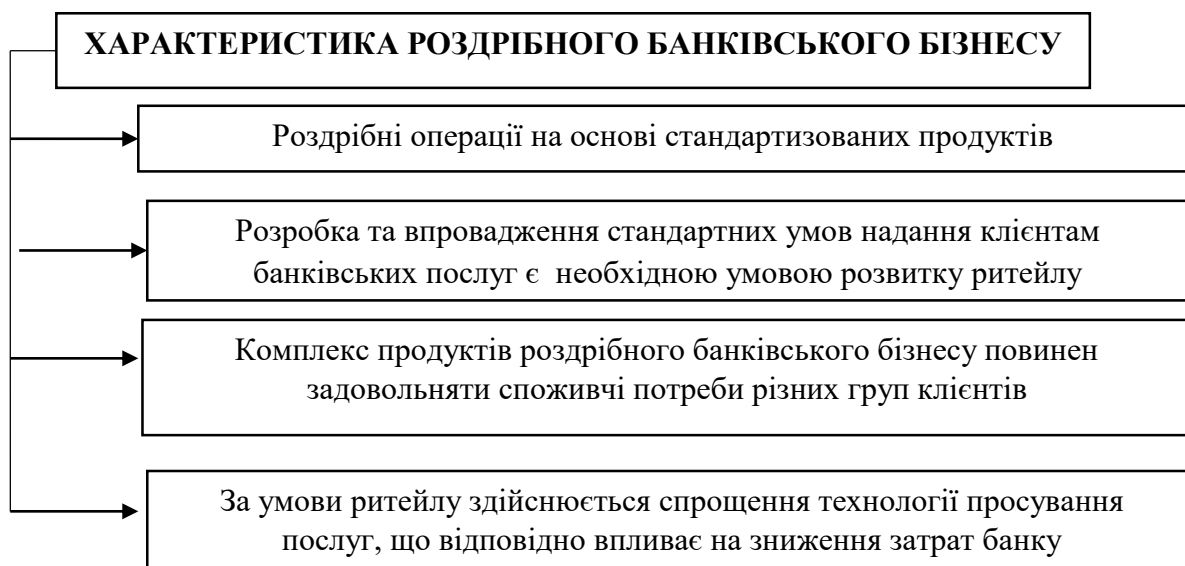 ХАРАКТЕРИСТИКА РОЗДРІБНОГО БАНКІВСЬКОГО БІЗНЕСУ
Роздрібні операції на основі стандартизованих продуктів
Розробка та впровадження стандартних умов надання клієнтам
банківських послуг є необхідною умовою розвитку ритейлу
Комплекс продуктів роздрібного банківського бізнесу повинен
задовольняти споживчі потреби різних груп клієнтів
За умови ритейлу здійснюється спрощення технології просування
послуг, що відповідно впливає на зниження затрат банку